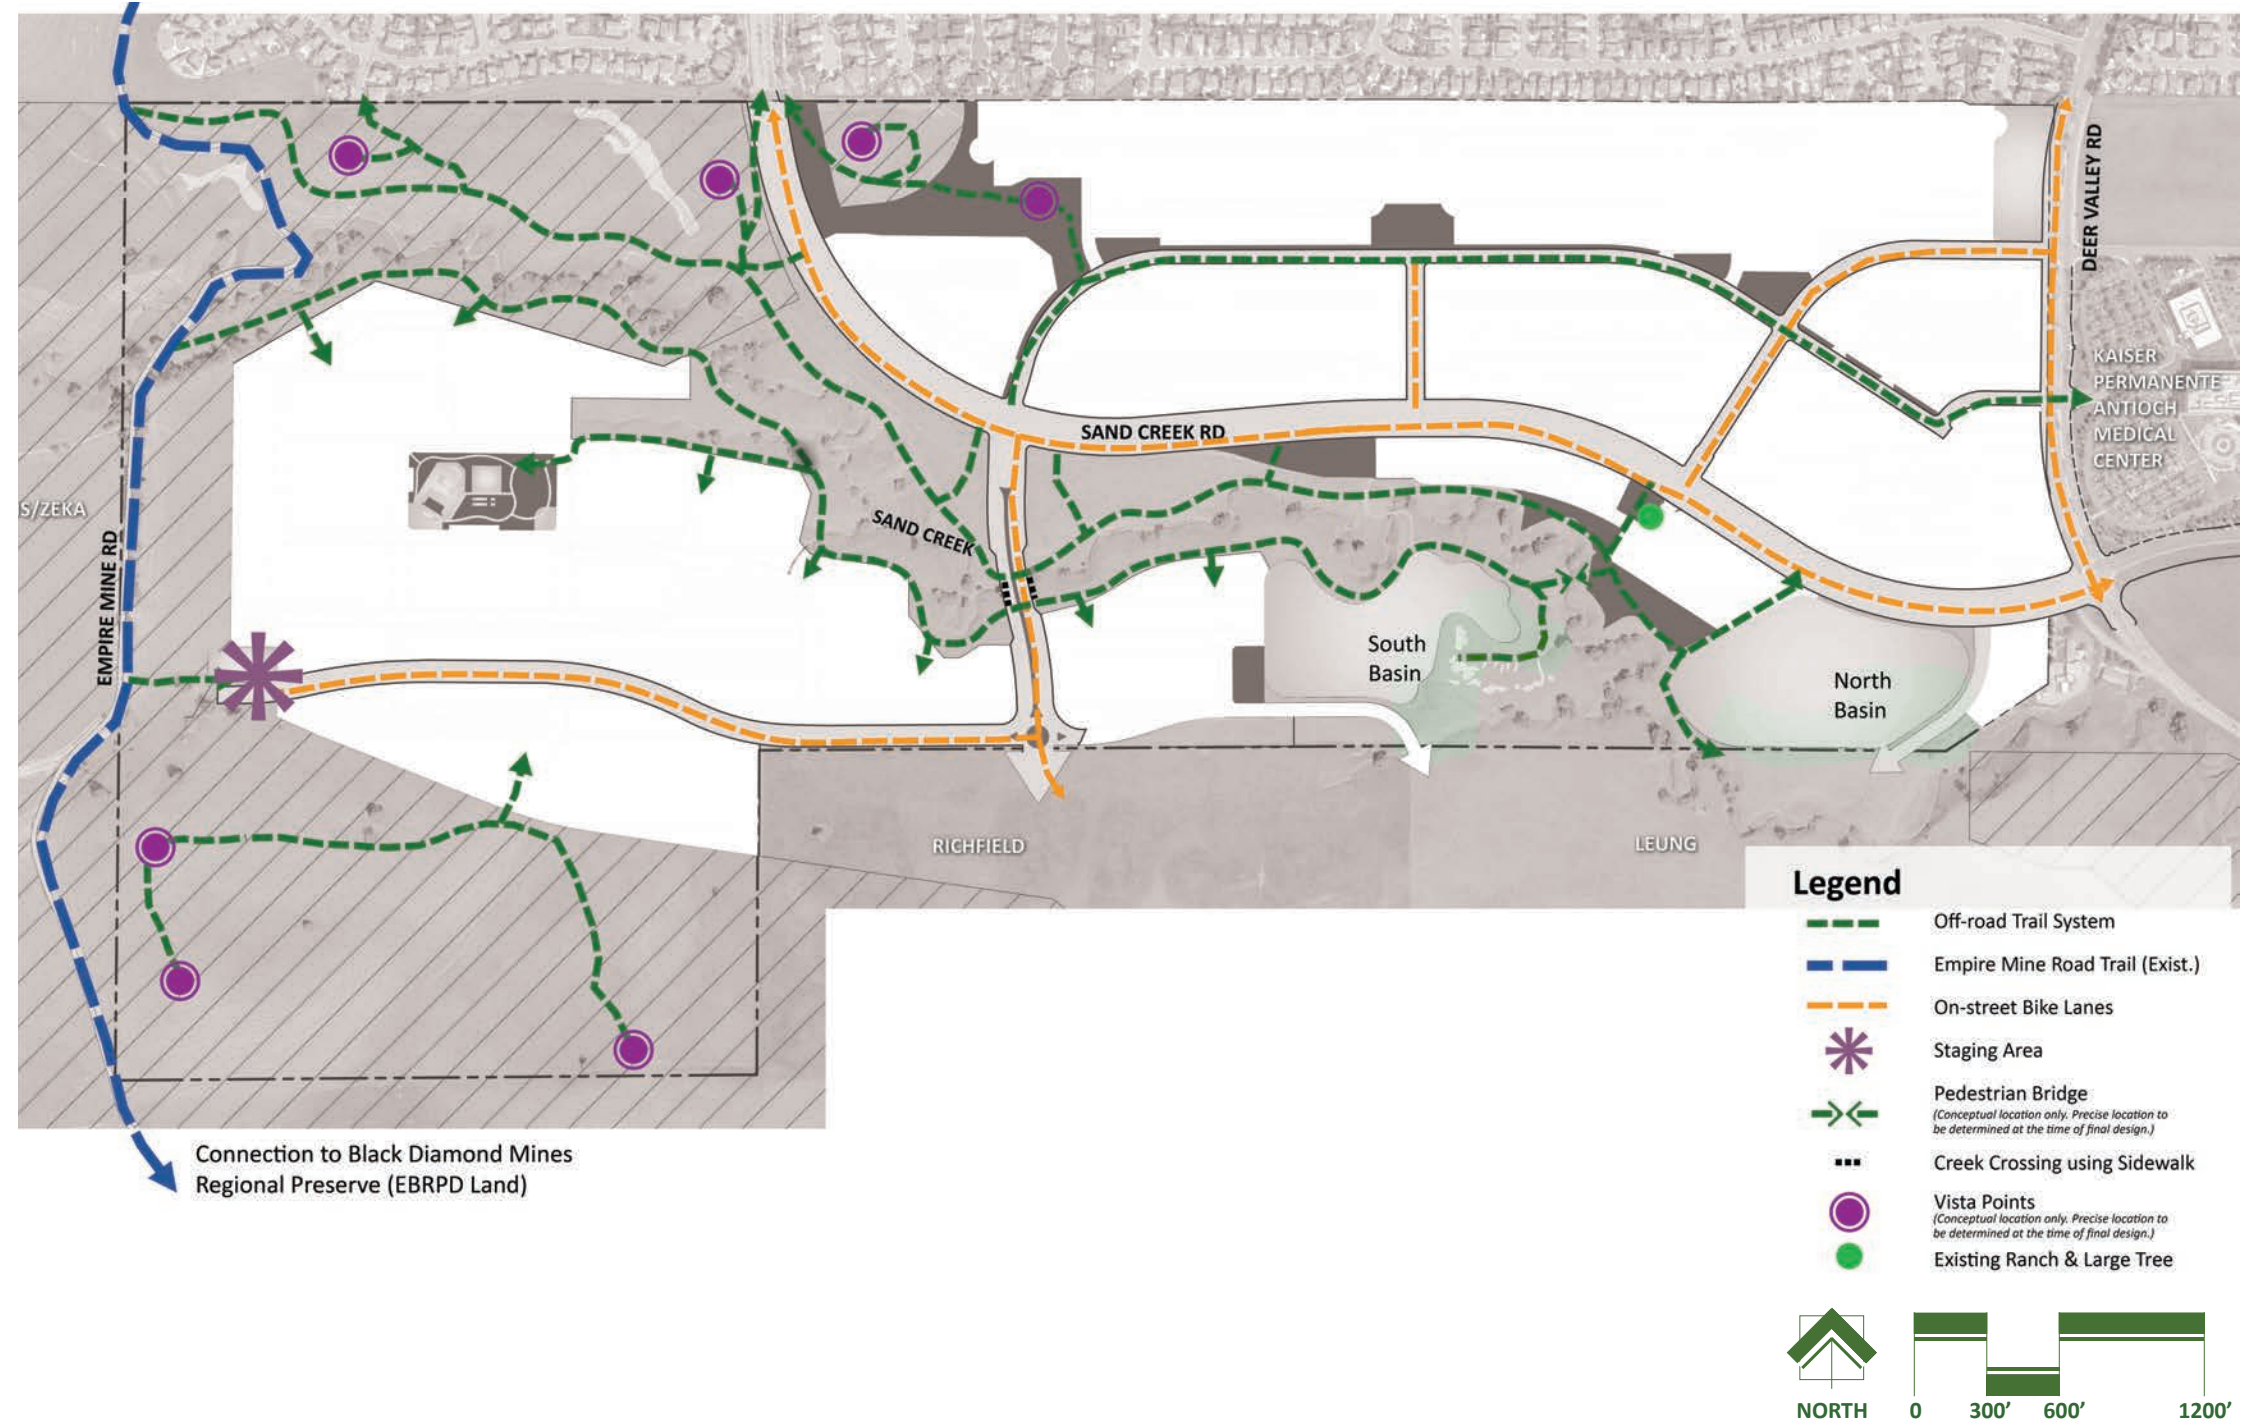 DEER VALLEY RD
KAISER
PERMANENTE
ANTIOCH
MEDICAL
CENTER
SAND CREEK RD
S/ZEKA
SAND CREEK
EMPIRE MINE RD
South
Basin
North
Basin
RICHFIELD
LEUNG
Connection to Black Diamond Mines
Regional Preserve (EBRPD Land)
Legend
Off-road Trail System
Empire Mine Road Trail (Exist.)
On-street Bike Lanes
Staging Area
Pedestrian Bridge
(Conceptual location only. Precise location to
be determined at the time of final design.)
Creek Crossing using Sidewalk
Vista Points
(Conceptual location only. Precise location to
be determined at the time of final design.)
Existing Ranch & Large Tree
NORTH 0 300' 600' 1200'